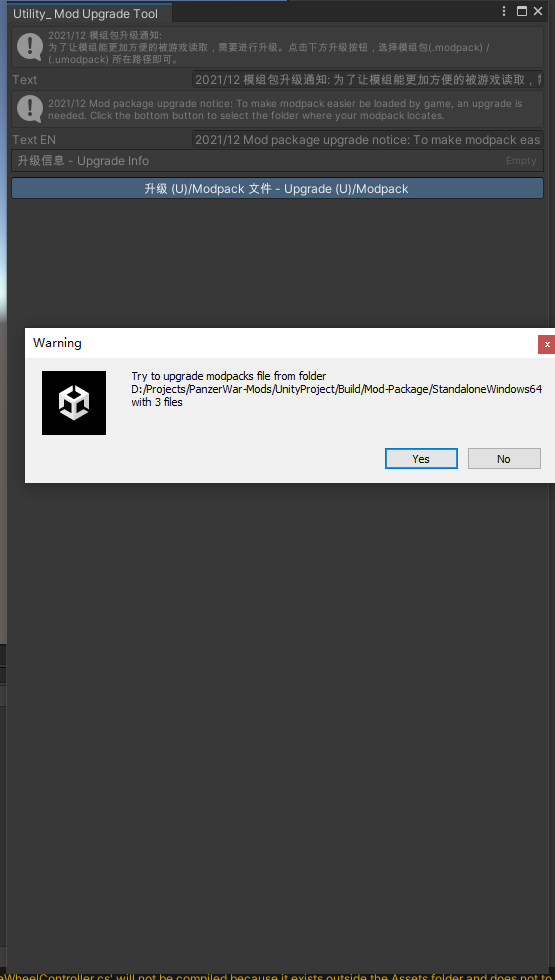 Utility_ Mod Upgrade Tool
2021/12 模组包升级通知:
为了让模组能更加方便的被游戏读取，需要进行升级。点击下方升级按钮，选择模组包(.modpack) /
(.umodpack) 所在路径即可。
Text 2021/12 模组包升级通知: 为了让模组能更加方便的被游戏读取，
2021/12 Mod package upgrade notice: To make modpack easier be loaded by game, an upgrade is
needed. Click the bottom button to select the folder where your modpack locates.
Text EN 2021/12 Mod package upgrade notice: To make modpack eas
升级信息 - Upgrade Info Empty
升级 (U)/Modpack 文件 - Upgrade (U)/Modpack
Warning
Try to upgrade modpacks file from folder
D:/Projects/PanzerWar-Mods/UnityProject/Build/Mod-Package/StandaloneWindows64
with 3 files
Yes No
eWheelController.cs' will not be compiled because it exists outside the Assets folder and does not to